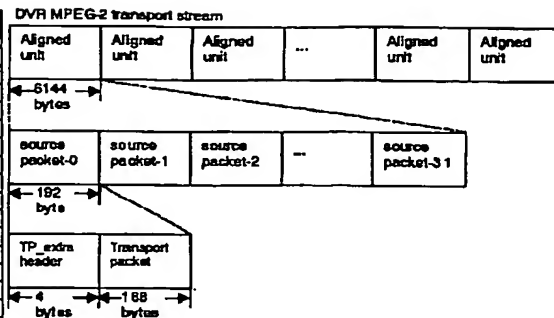 DVR MPEG-2 transport stream
Aligned unit
Aligned unit
Aligned unit
...
Aligned unit
Aligned unit
6144 bytes
source packet-0
source packet-1
source packet-2
...
source packet-31
192 byte
TP_extra header
Transport packet
4 bytes
188 bytes